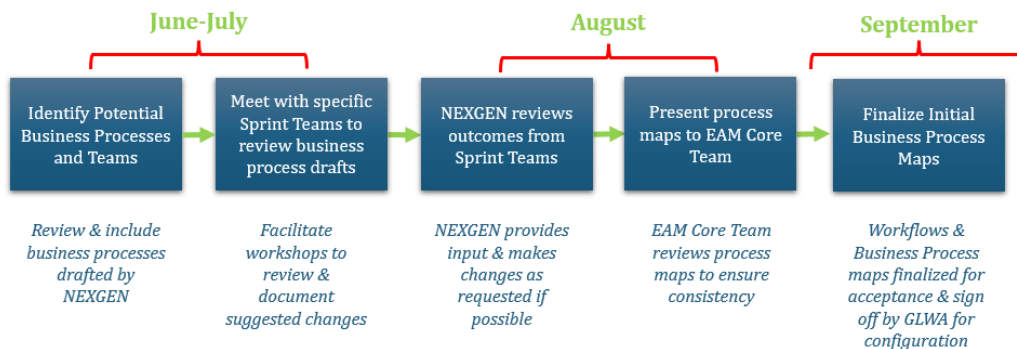 June-July
August
September
Identify Potential
Business Processes
and Teams
Meet with specific
Sprint Teams to
review business
process drafts
NEXGEN reviews
outcomes from
Sprint Teams
Present process
maps to EAM Core
Team
Finalize Initial
Business Process
Maps
Review & include
business processes
drafted by
NEXGEN
Facilitate
workshops to
review &
document
suggested changes
NEXGEN provides
input & makes
changes as
requested if
possible
EAM Core Team
reviews process
maps to ensure
consistency
Workflows &
Business Process
maps finalized for
acceptance & sign
off by GLWA for
configuration